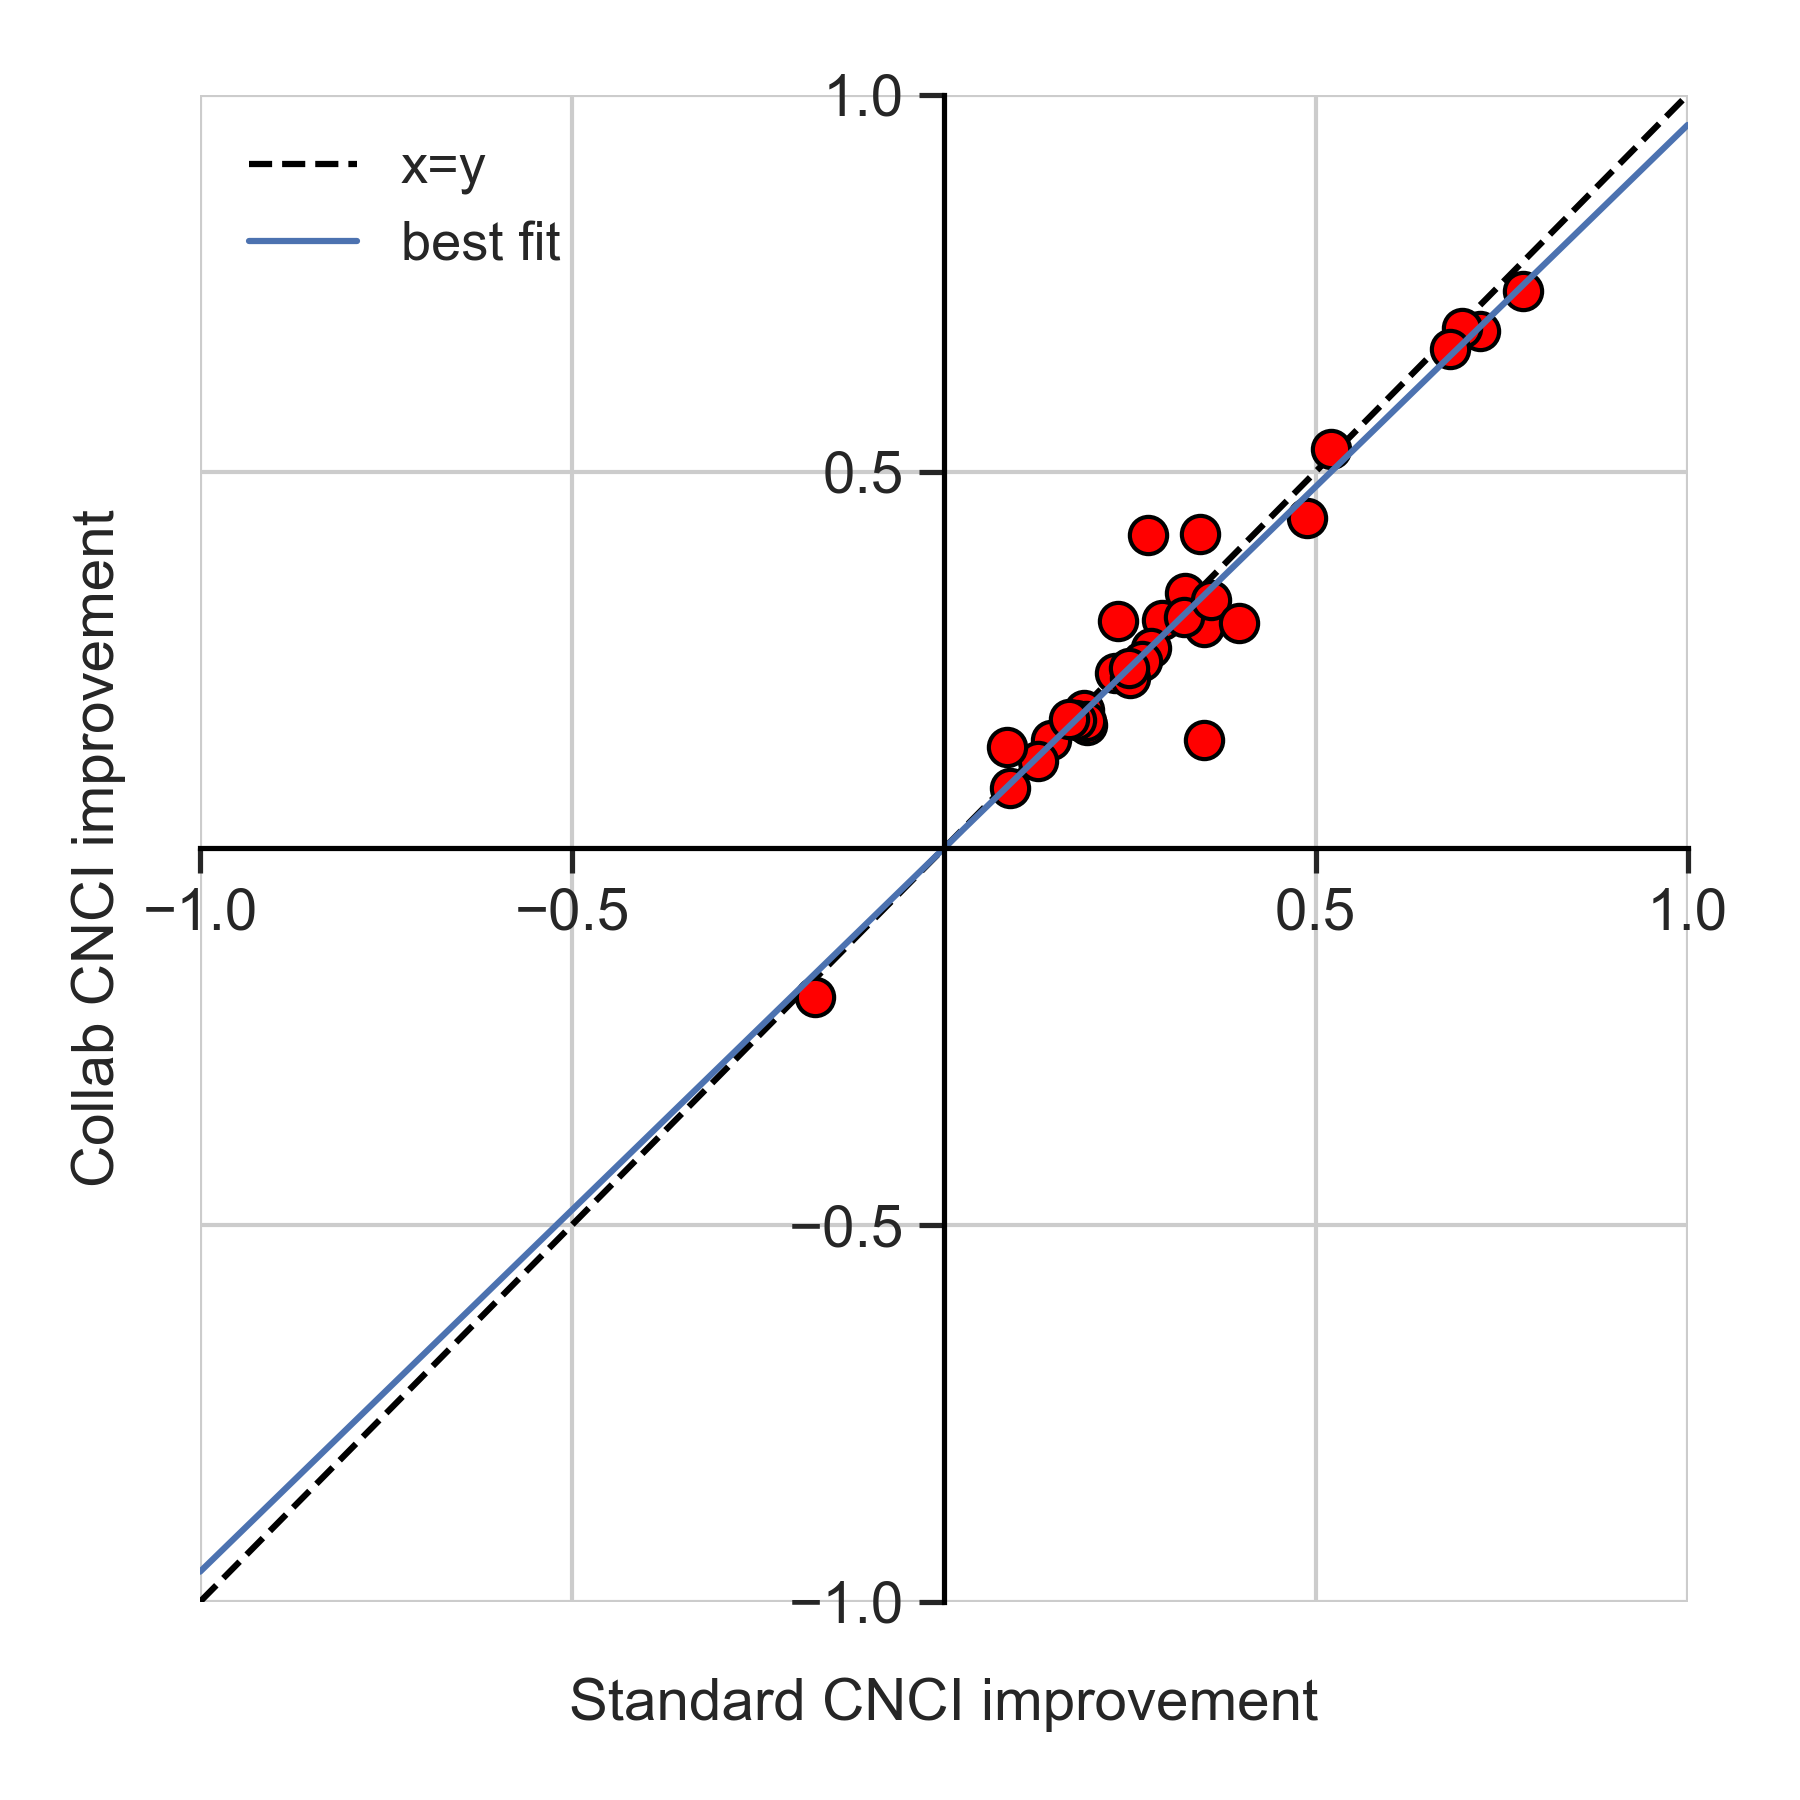 1.0
x=y
best fit
0.5
−1.0
−0.5
0.5
1.0
−0.5
−1.0
Collab CNCI improvement
Standard CNCI improvement